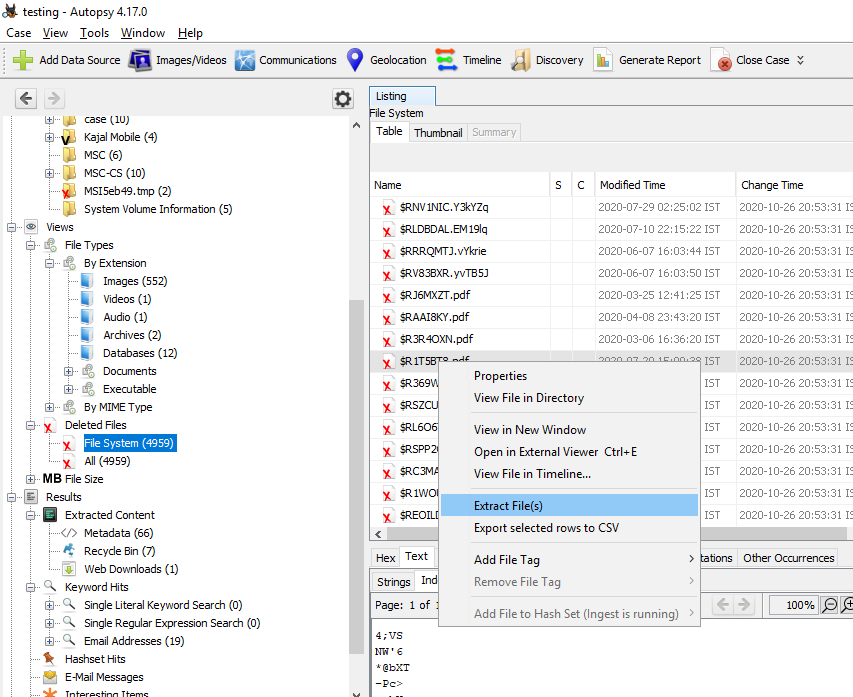 testing - Autopsy 4.17.0
Case View Tools Window Help
Add Data Source Images/Videos Communications Geolocation Timeline Discovery Generate Report Close Case
case (10)
Kajal Mobile (4)
MSC (6)
MSC-CS (10)
MSI5eb49.tmp (2)
System Volume Information (5)
Views
File Types
By Extension
Images (552)
Videos (1)
Audio (1)
Archives (2)
Databases (12)
Documents
Executable
By MIME Type
Deleted Files
File System (4959)
All (4959)
MB File Size
Results
Extracted Content
Metadata (66)
Recycle Bin (7)
Web Downloads (1)
Keyword Hits
Single Literal Keyword Search (0)
Single Regular Expression Search (0)
Email Addresses (19)
Hashset Hits
E-Mail Messages
Interesting Items
Listing
File System
Table Thumbnail Summary
Name S C Modified Time Change Time
$RNV1NIC.Y3kYZq 2020-07-29 02:25:02 IST 2020-10-26 20:53:31 IS
$RLDBDAL.EM19lq 2020-07-10 22:15:22 IST 2020-10-26 20:53:31 IS
$RRRQMTJ.vYkrie 2020-06-07 16:03:44 IST 2020-10-26 20:53:31 IS
$RV83BXR.yvTB5J 2020-06-07 16:03:50 IST 2020-10-26 20:53:31 IS
$RJ6MXZT.pdf 2020-03-25 12:41:25 IST 2020-10-26 20:53:31 IS
$RAAI8KY.pdf 2020-04-08 23:43:20 IST 2020-10-26 20:53:31 IS
$R3R4OXN.pdf 2020-03-06 16:36:20 IST 2020-10-26 20:53:31 IS
$R1T5BT8.pdf 2020-07-20 15:00:38 IST 2020-10-26 20:53:31 IS
$R369W IST 2020-10-26 20:53:31 IS
$RSZCU IST 2020-10-26 20:53:31 IS
$RL6O6 IST 2020-10-26 20:53:31 IS
$RSPP2 IST 2020-10-26 20:53:31 IS
$RC3MA IST 2020-10-26 20:53:31 IS
$R1WO IST 2020-10-26 20:53:31 IS
$REOIL IST 2020-10-26 20:53:31 IS
Properties
View File in Directory
View in New Window
Open in External Viewer Ctrl+E
View File in Timeline...
Extract File(s)
Export selected rows to CSV
Add File Tag
Remove File Tag
Add File to Hash Set (Ingest is running)
Hex Text tations Other Occurrences
Strings Ind
Page: 1 of 100%
4;VS
NW'6
*@bXT
-Pc>